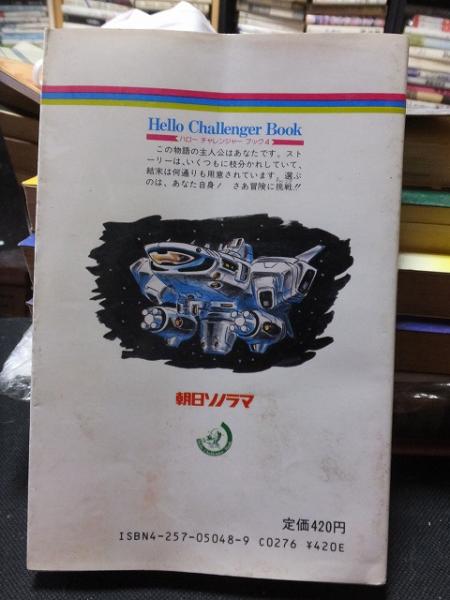 Hello Challenger Book
ハロー チャレンジャー ブック4
この物語の主人公はあなたです。スト
ーリーは、いくつもに枝分かれしていて、
結末は何通りも用意されています。選ぶ
のは、あなた自身! さあ冒険に挑戦!!
朝日ソノラマ
定価420円
ISBN4-257-05048-9 C0276 ¥420E